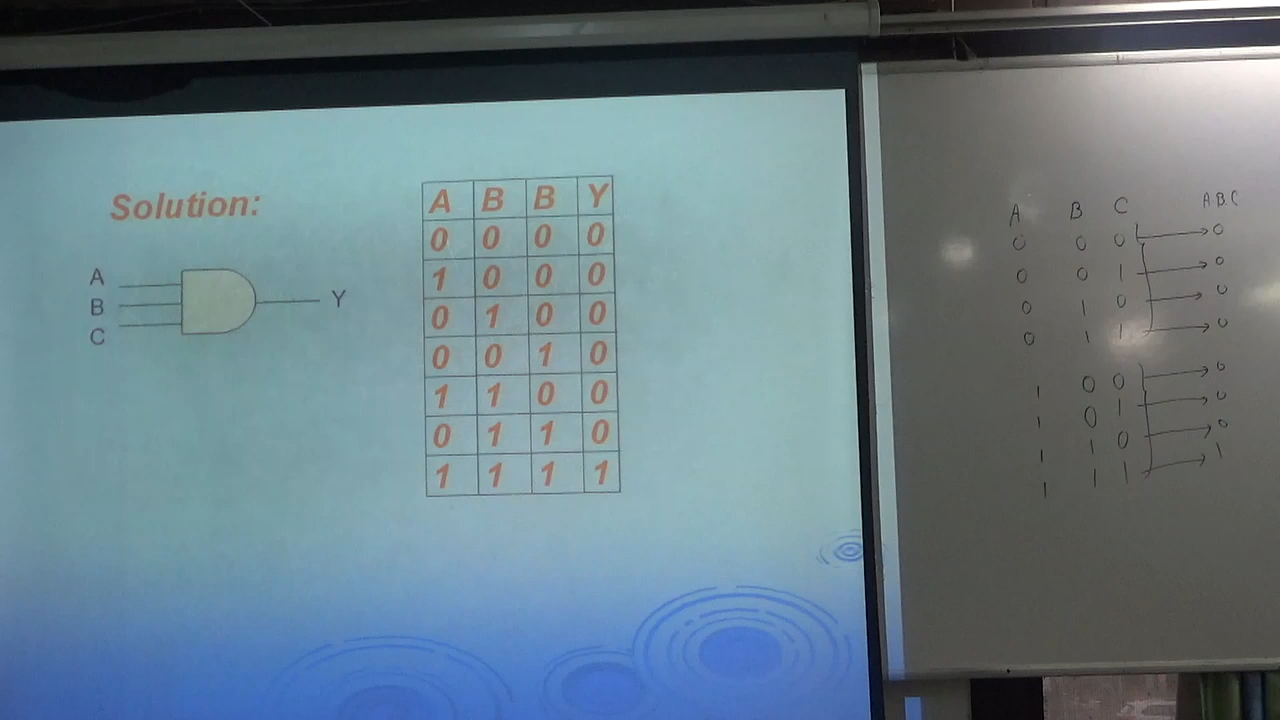 Solution:
A
B
C
Y
A B B Y
0 0 0 0
1 0 0 0
0 1 0 0
0 0 1 0
1 1 0 0
0 1 1 0
1 1 1 1
A B C ABC
0 0 0 0
0 0 1 0
0 1 0 0
0 1 1 0
1 0 0 0
1 0 1 0
1 1 0 0
1 1 1 1